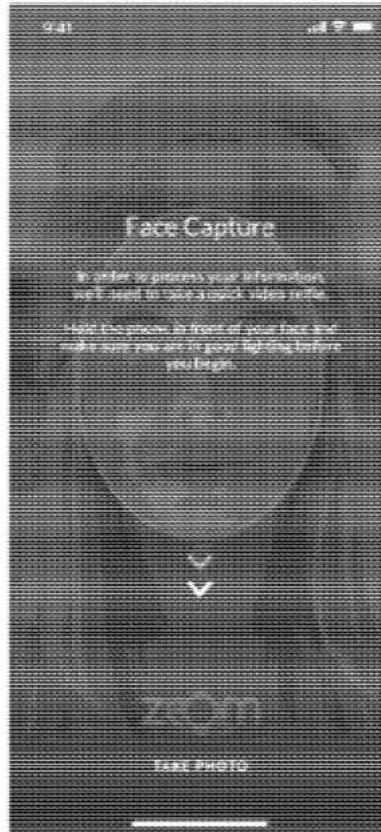 9:41
Face Capture
In order to process your information,
we'll need to take a quick video selfie.
Hold the phone in front of your face and
make sure you are in good lighting before
you begin.
zoom
TAKE PHOTO